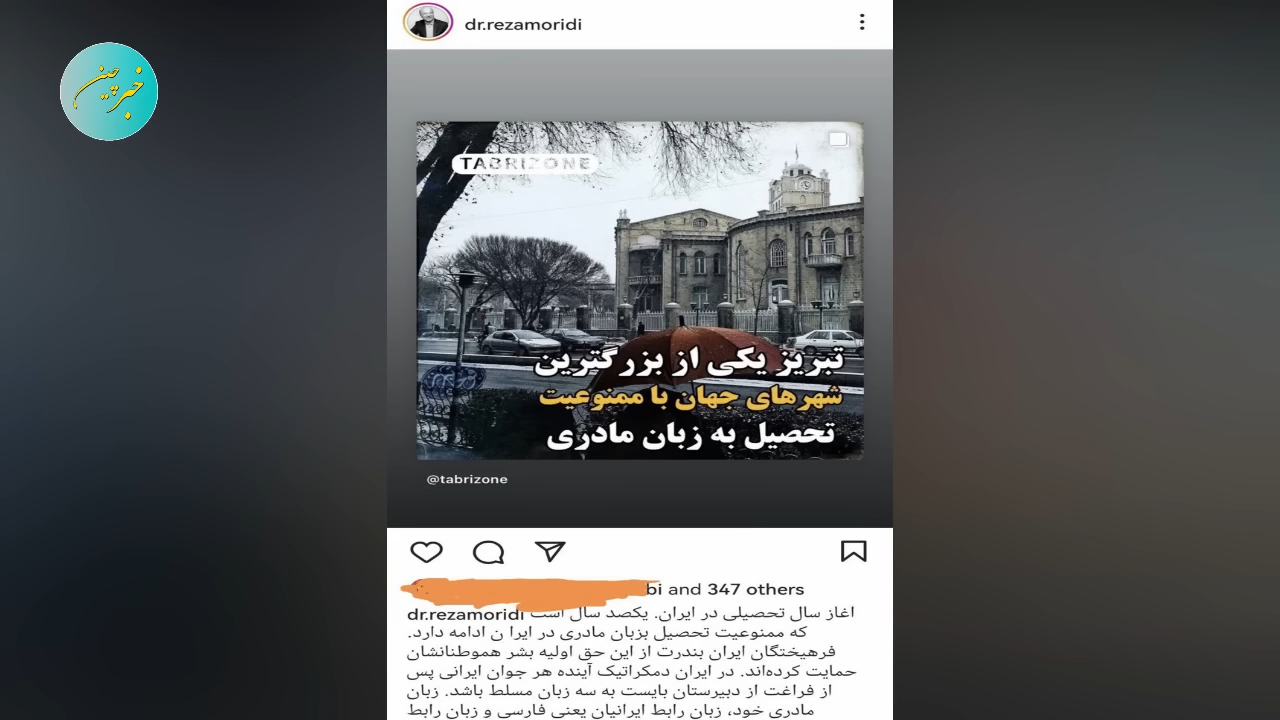 خبرچین
dr.rezamoridi
TABRIZONE
تبریز یکی از بزرگترین
شهرهای جهان با ممنوعیت
تحصیل به زبان مادری
@tabrizone
bi and 347 others
dr.rezamoridi اغاز سال تحصیلی در ایران. یکصد سال است
که ممنوعیت تحصیل بزبان مادری در ایرا ن ادامه دارد.
فرهیختگان ایران بندرت از این حق اولیه بشر هموطنانشان
حمایت کرده‌اند. در ایران دمکراتیک آینده هر جوان ایرانی پس
از فراغت از دبیرستان بایست به سه زبان مسلط باشد. زبان
مادری خود، زبان رابط ایرانیان یعنی فارسی و زبان رابط